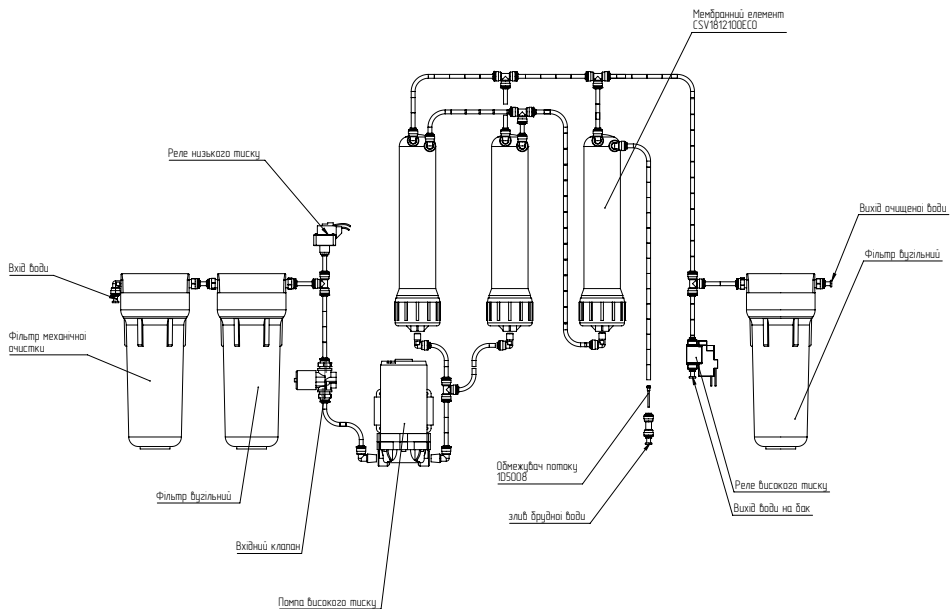 Мембранний елемент
CSV1812100ECO
Реле низького тиску
Вихід очищеної води
Фільтр вугільний
Вхід води
Фільтр механічної
очистки
Обмежувач потоку
1DS008
Реле високого тиску
Фільтр вугільний
злив брудної води
Вихід води на бак
Вхідний клапан
Помпа високого тиску